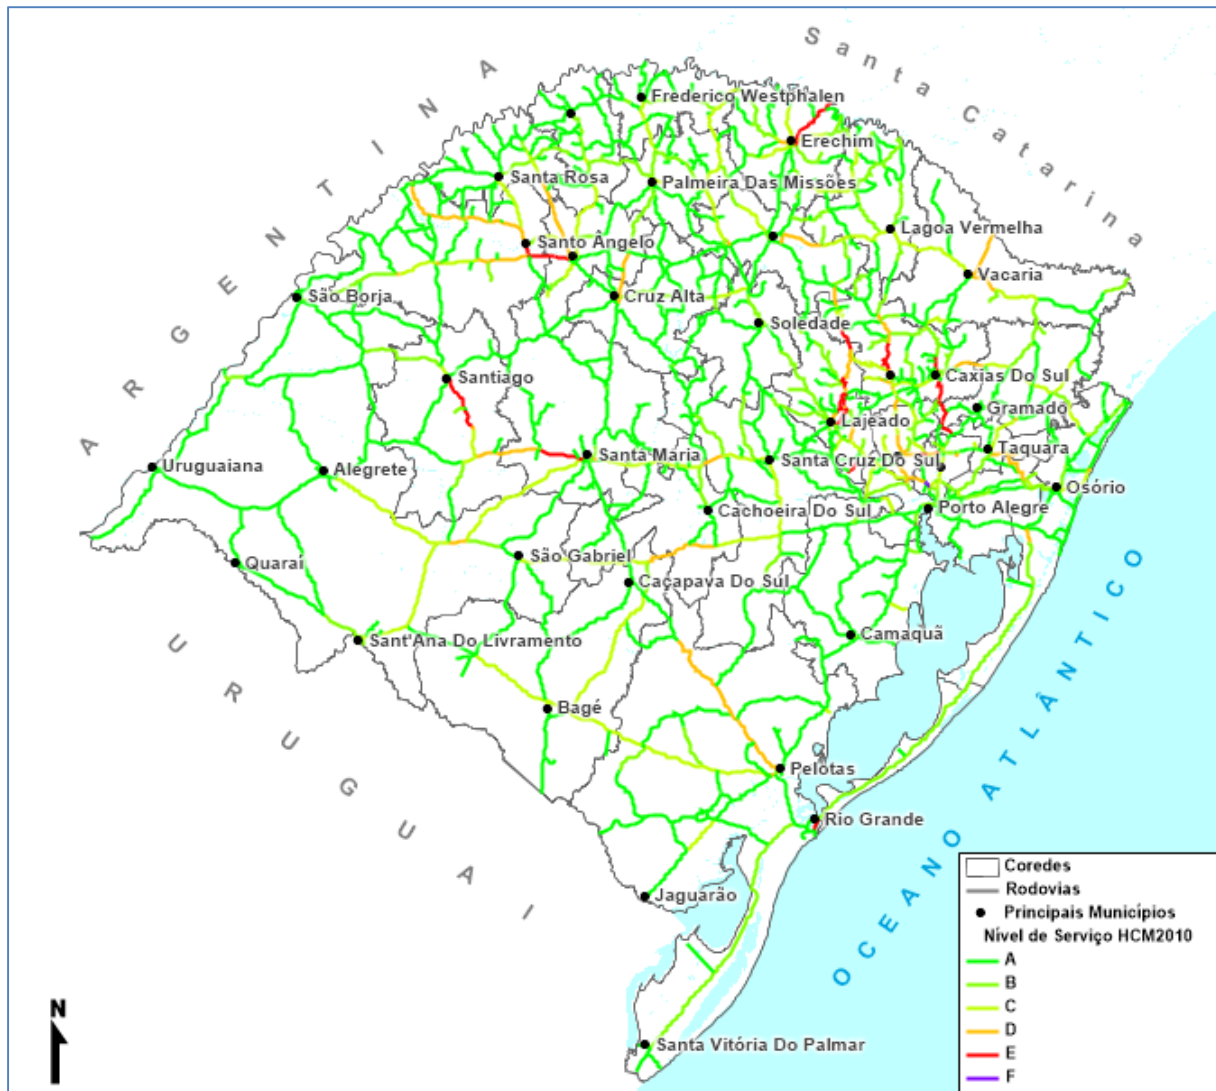 Santa Catarina
ARGENTINA
Frederico Westphalen
Erechim
Santa Rosa
Palmeira Das Missões
Lagoa Vermelha
Santo Ângelo
Vacaria
São Borja
Cruz Alta
Soledade
Santiago
Caxias Do Sul
Gramado
Lajeado
Uruguaiana
Alegrete
Santa Maria
Santa Cruz Do Sul
Taquara
Osório
Cachoeira Do Sul
Porto Alegre
Quaraí
São Gabriel
Caçapava Do Sul
Sant'Ana Do Livramento
Camaquã
URUGUAI
Bagé
Pelotas
Rio Grande
OCEANO ATLÂNTICO
Jaguarão
Santa Vitória Do Palmar
N
Coredes
Rodovias
Principais Municípios
Nível de Serviço HCM2010
A
B
C
D
E
F